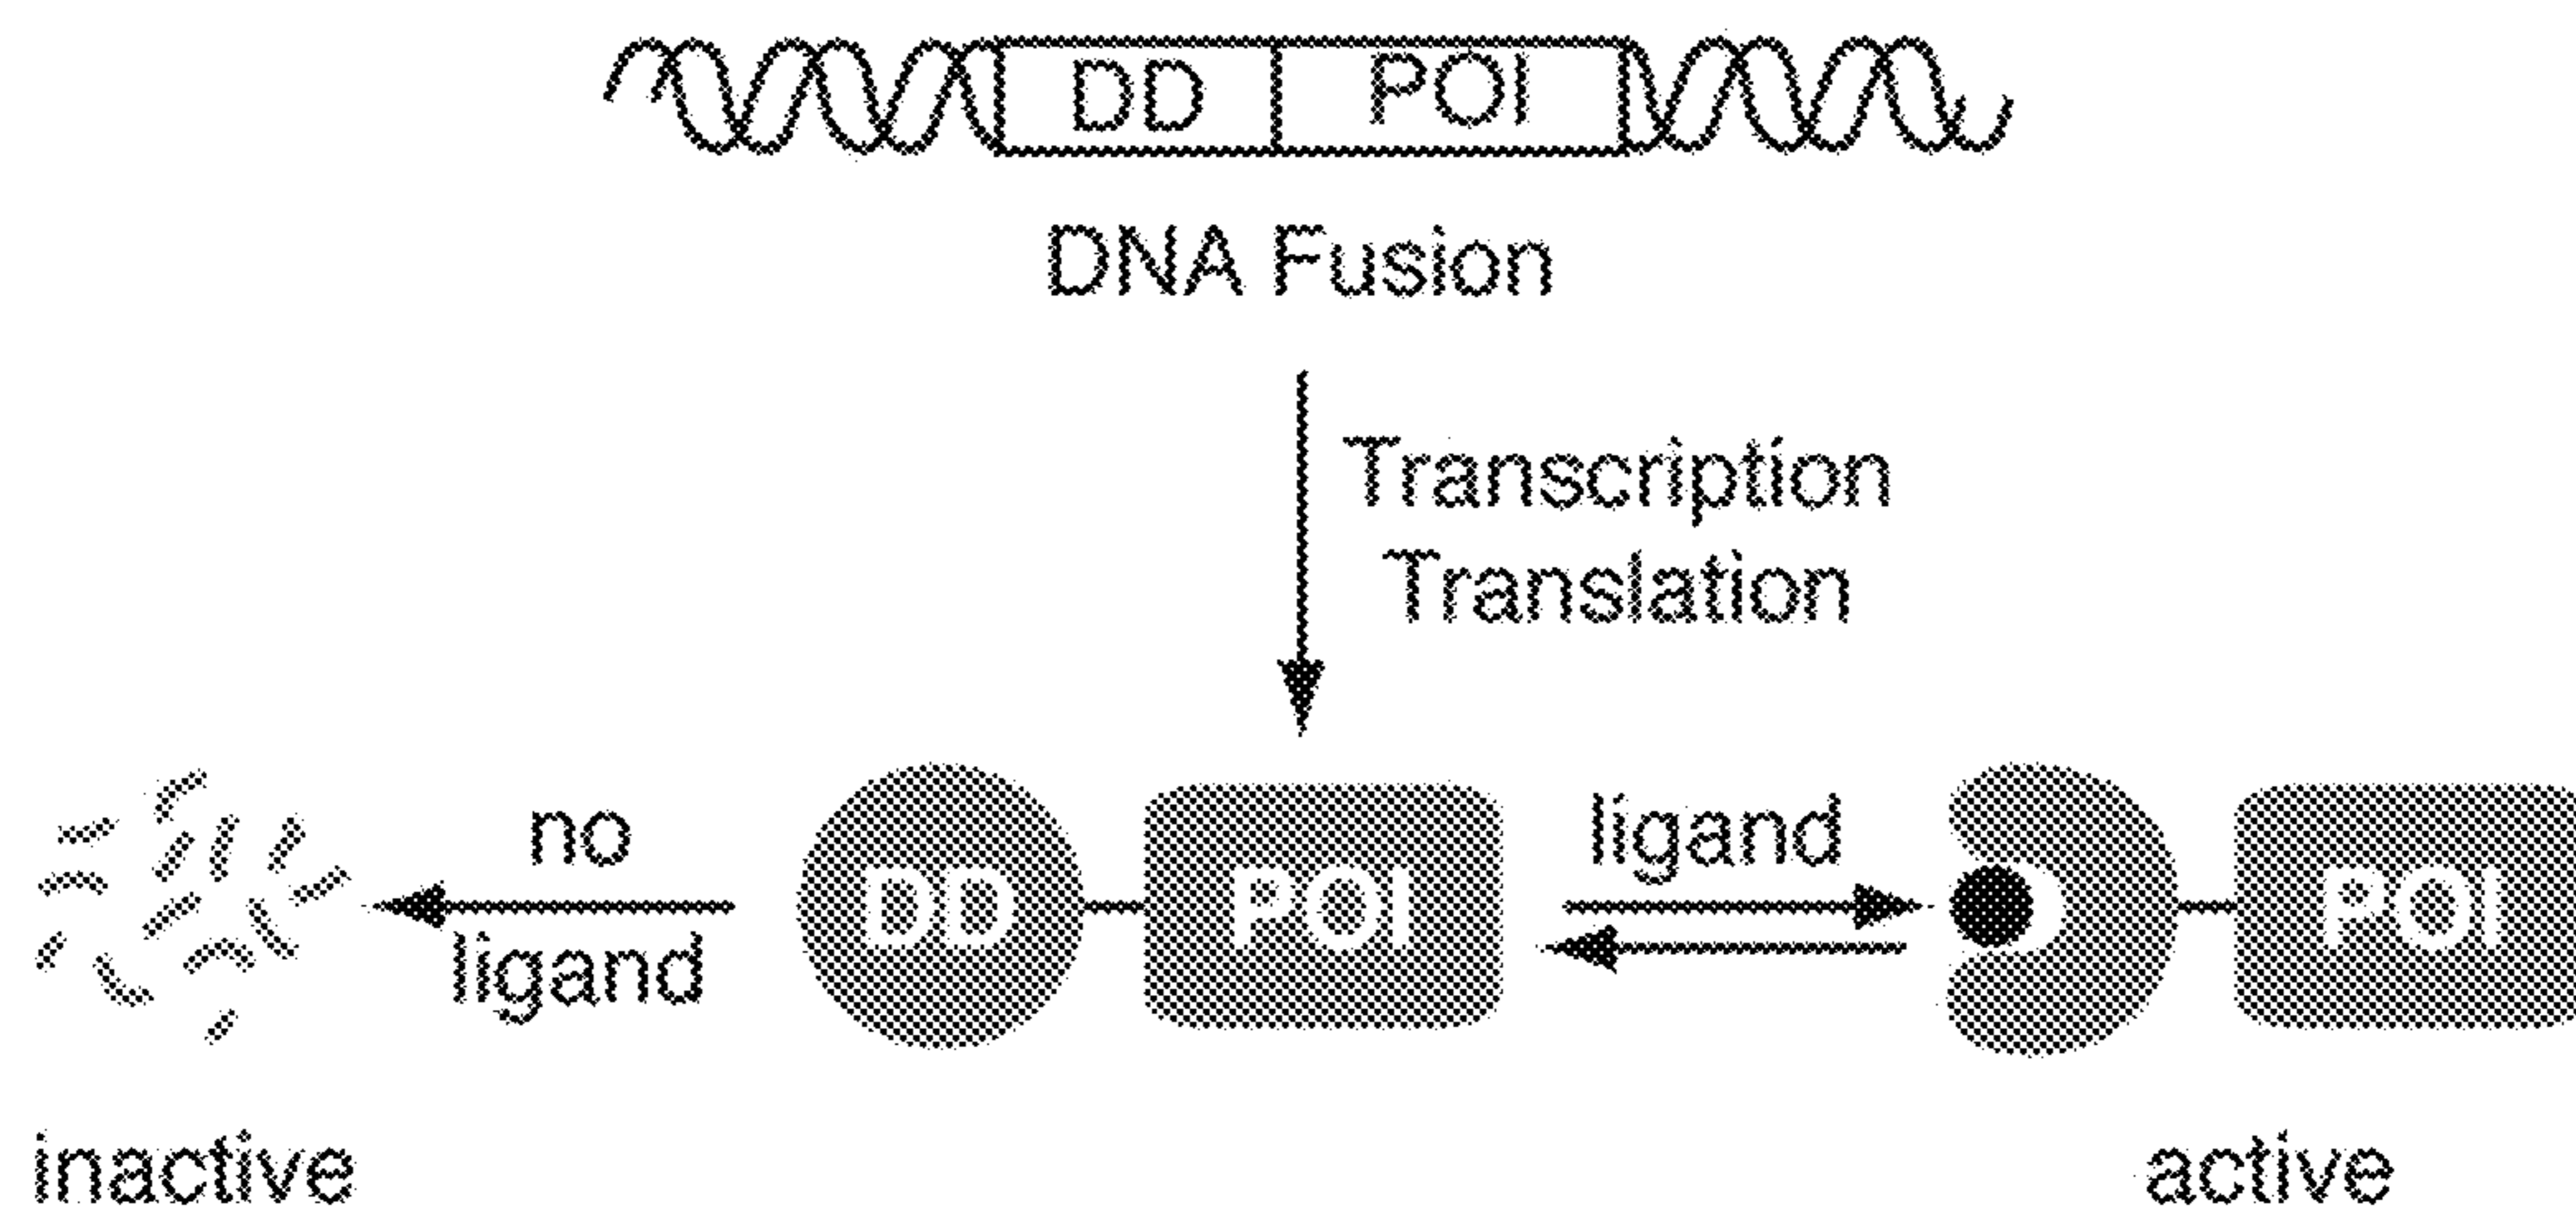 DD POI
DNA Fusion
Transcription
Translation
no
ligand
DD POI
ligand
POI
inactive
active